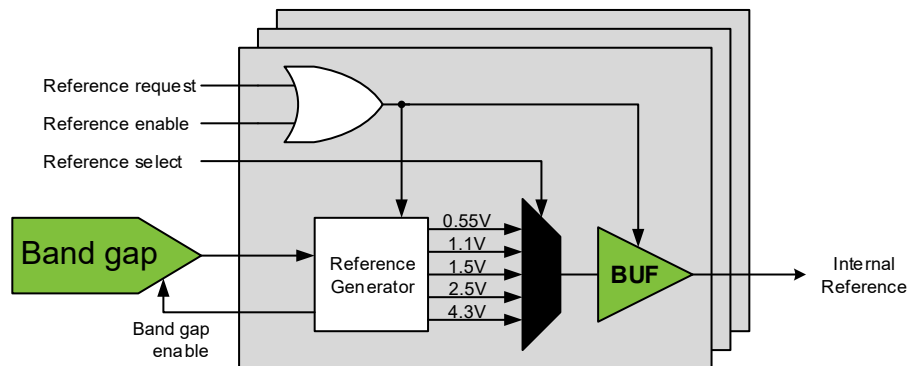 Reference request
Reference enable
Reference select
Band gap
Reference
Generator
0.55V
1.1V
1.5V
2.5V
4.3V
BUF
Internal
Reference
Band gap
enable